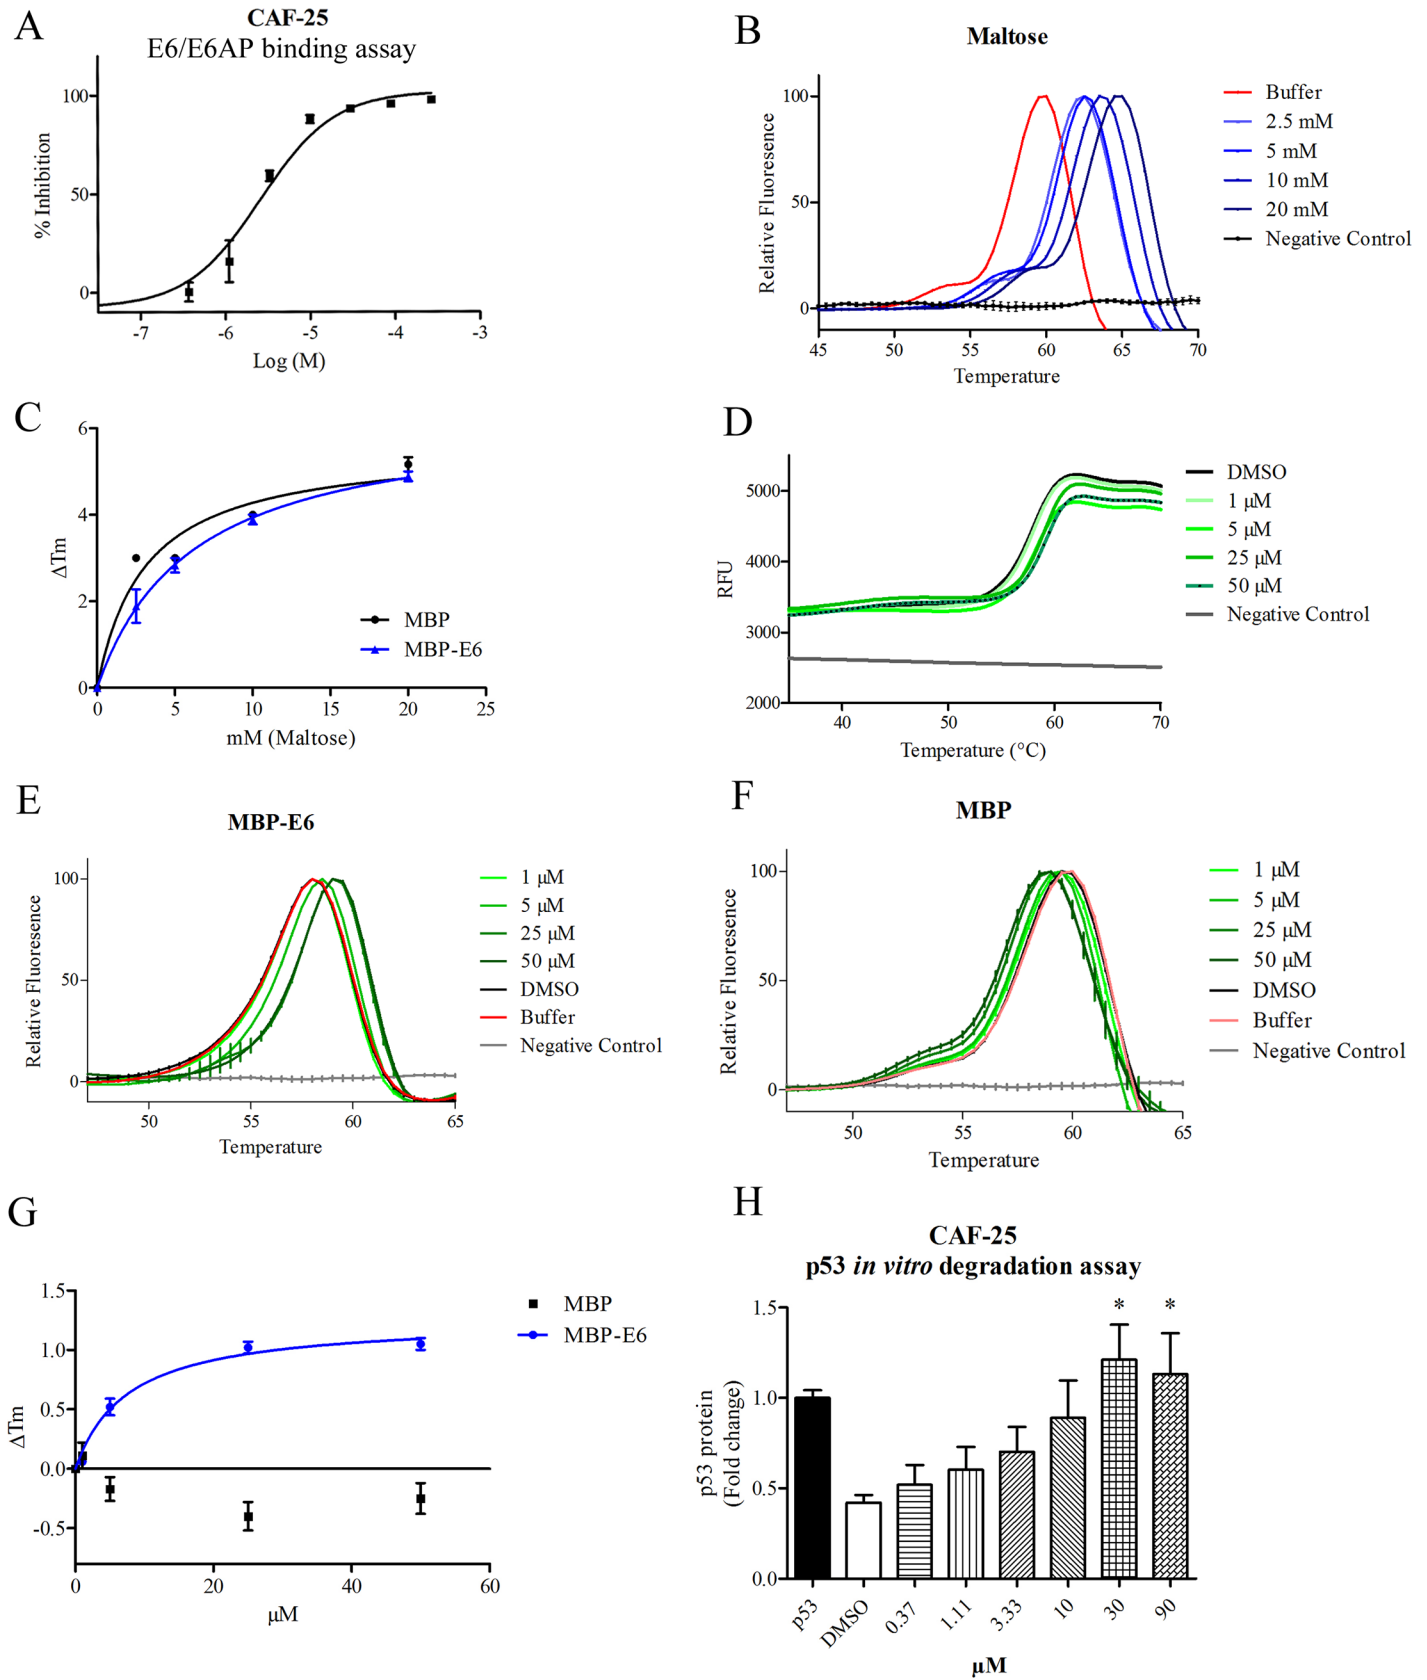 A
CAF-25
E6/E6AP binding assay
100
50
0
% Inhibition
-7 -6 -5 -4 -3
Log (M)
B
Maltose
100
50
0
Relative Fluoresence
45 50 55 60 65 70
Temperature
Buffer
2.5 mM
5 mM
10 mM
20 mM
Negative Control
C
6
4
2
0
ΔTm
0 5 10 15 20 25
mM (Maltose)
MBP
MBP-E6
D
5000
4000
3000
2000
RFU
40 50 60 70
Temperature (°C)
DMSO
1 µM
5 µM
25 µM
50 µM
Negative Control
E
MBP-E6
100
50
0
Relative Fluoresence
50 55 60 65
Temperature
1 µM
5 µM
25 µM
50 µM
DMSO
Buffer
Negative Control
F
MBP
100
50
0
Relative Fluoresence
50 55 60 65
Temperature
1 µM
5 µM
25 µM
50 µM
DMSO
Buffer
Negative Control
G
1.5
1.0
0.5
0.0
-0.5
ΔTm
0 20 40 60
µM
MBP
MBP-E6
H
CAF-25
p53 in vitro degradation assay
* *
1.5
1.0
0.5
0.0
p53 protein
(Fold change)
p53 DMSO 0.37 1.11 3.33 10 30 90
µM